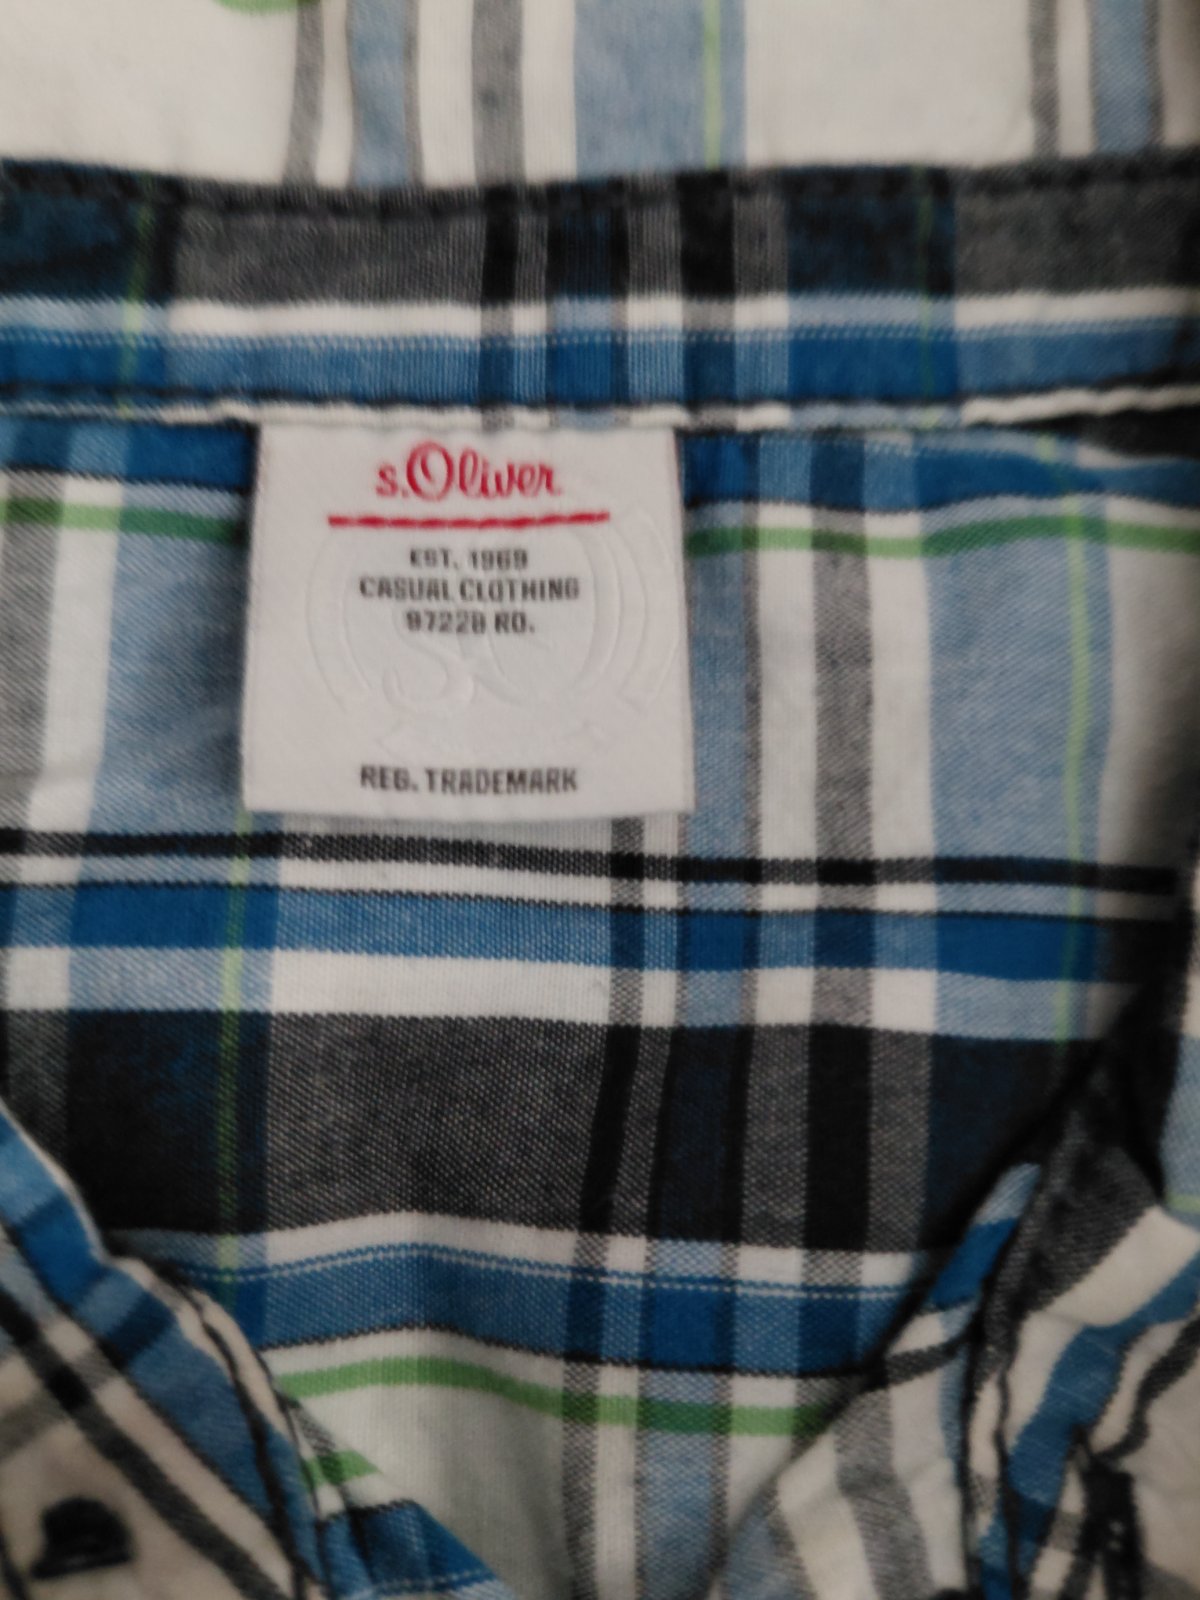 s.Oliver
EST. 1969
CASUAL CLOTHING
97228 RO.
REG. TRADEMARK